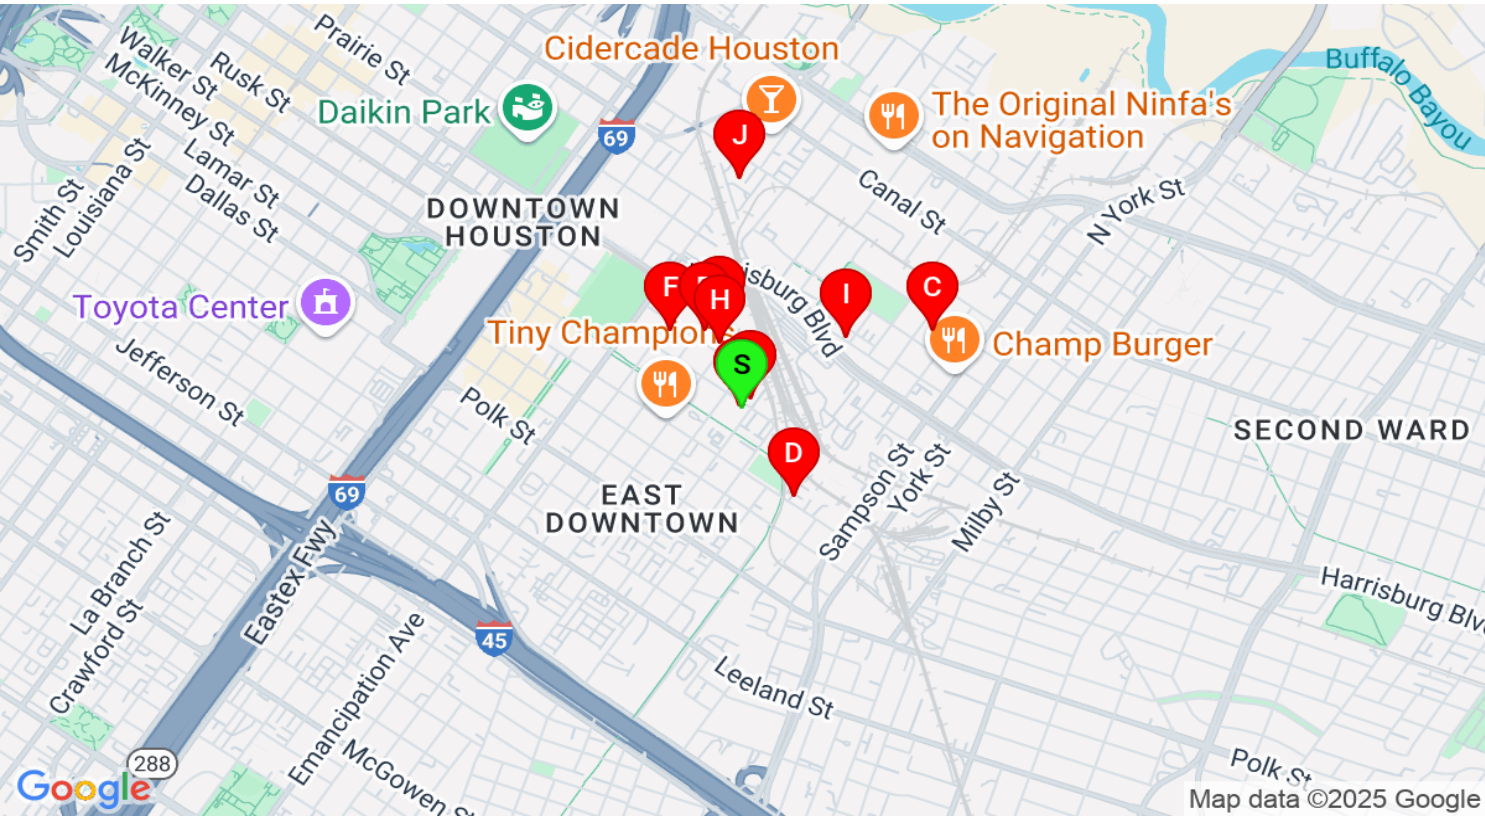 Prairie St
Walker St
McKinney St
Rusk St
Cidercade Houston
Daikin Park
69
J
The Original Ninfa's
on Navigation
Buffalo Bayou
Lamar St
Dallas St
Smith St
Louisiana St
DOWNTOWN
HOUSTON
Canal St
N York St
Harrisburg Blvd
F
H
I
C
Toyota Center
Tiny Champions
S
Champ Burger
Jefferson St
Polk St
D
SECOND WARD
69
EAST
DOWNTOWN
Sampson St
York St
Milby St
La Branch St
Crawford St
Eastex Fwy
45
Emancipation Ave
Harrisburg Blvd
Leeland St
288
McGowen St
Polk St
Google
Map data ©2025 Google